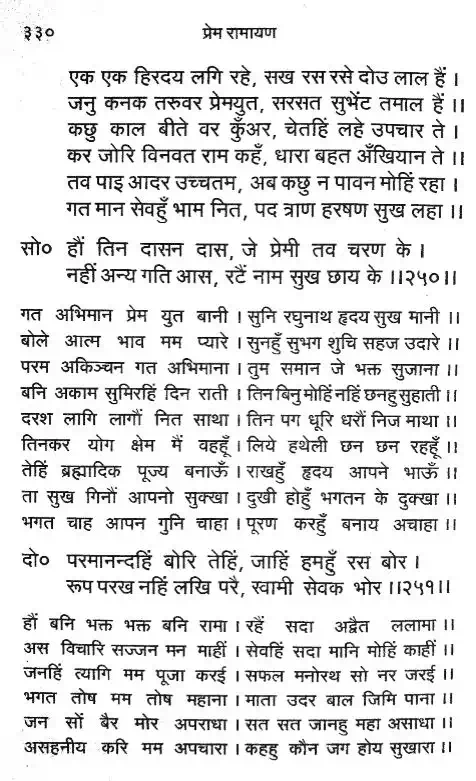 ३३०
प्रेम रामायण
एक एक हिरदय लगि रहे, सख रस रसे दोउ लाल हैं ।
जनु कनक तरुवर प्रेमयुत, सरसत सुभेंट तमाल हैं ।।
कछु काल बीते वर कुँअर, चेतहिं लहे उपचार ते ।
कर जोरि विनवत राम कहँ, धारा बहत अँखियान ते ।।
तव पाइ आदर उच्चतम, अब कछु न पावन मोहिं रहा ।
गत मान सेवहुँ भाम नित, पद त्राण हरषण सुख लहा ।।
सो० हौं तिन दासन दास, जे प्रेमी तव चरण के ।
नहीं अन्य गति आस, रटैं नाम सुख छाय के ।।२५०।।
गत अभिमान प्रेम युत बानी । सुनि रघुनाथ हृदय सुख मानी ।।
बोले आत्म भाव मम प्यारे । सुनहुँ सुभग शुचि सहज उदारे ।।
परम अकिञ्चन गत अभिमाना । तुम समान जे भक्त सुजाना ।।
बनि अकाम सुमिरहिं दिन राती । तिन बिनु मोहिं नहिं छनहु सुहाती ।।
दरश लागि लागौं नित साथा । तिन पग धूरि धरौं निज माथा ।।
तिनकर योग क्षेम मैं वहहूँ । लिये हथेली छन छन रहहूँ ।।
तेहिं ब्रह्मादिक पूज्य बनाऊँ । राखहुँ हृदय आपने भाऊँ ।।
ता सुख गिनौं आपनो सुक्खा । दुखी होहुँ भगतन के दुक्खा ।।
भगत चाह आपन गुनि चाहा । पूरण करहुँ बनाय अचाहा ।।
दो० परमानन्दहिं बोरि तेहिं, जाहिं हमहुँ रस बोर ।
रूप परख नहिं लखि परै, स्वामी सेवक भोर ।।२५१।।
हौं बनि भक्त भक्त बनि रामा । रहैं सदा अद्वैत ललामा ।।
अस विचारि सज्जन मन माहीं । सेवहिं सदा मानि मोहिं काहीं ।।
जनहिं त्यागि मम पूजा करई । सफल मनोरथ सो नर जरई ।।
भगत तोष मम तोष महाना । माता उदर बाल जिमि पाना ।।
जन सों बैर मोर अपराधा । सत सत जानहु महा असाधा ।।
असहनीय करि मम अपचारा । कहहु कौन जग होय सुखारा ।।